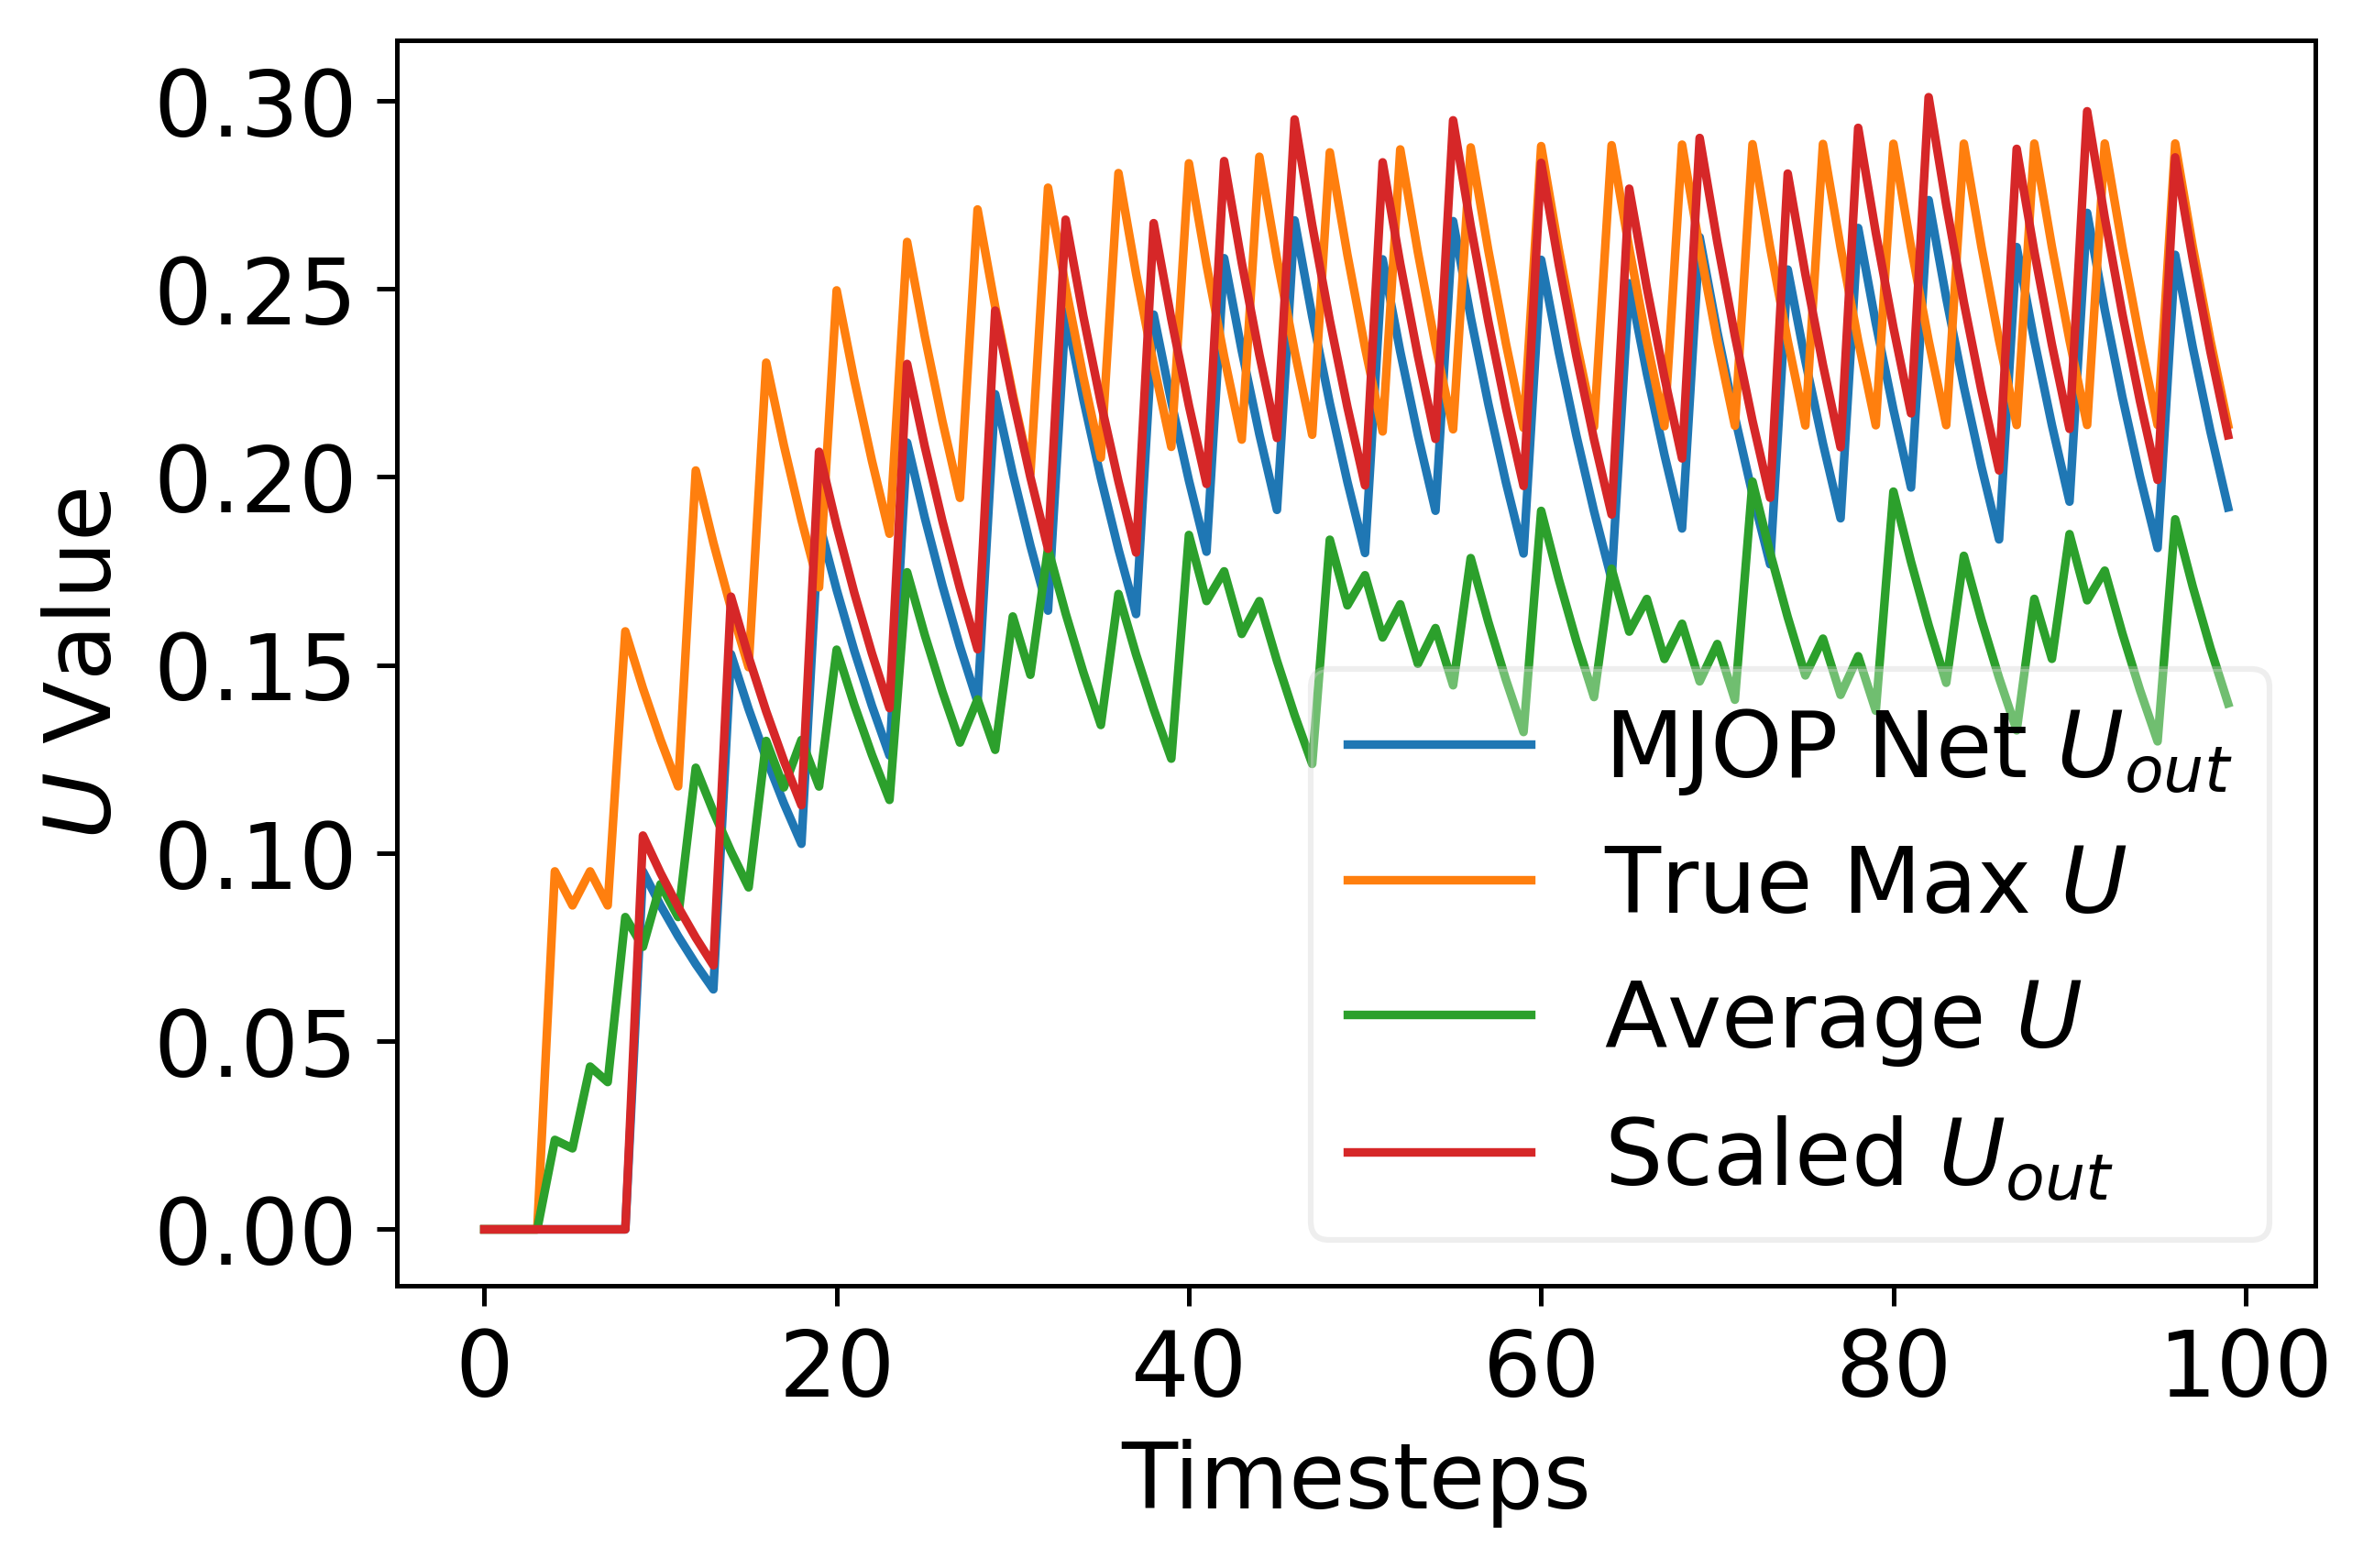 0.30
0.25
0.20
0.15
0.10
0.05
0.00
U Value
0 20 40 60 80 100
Timesteps
MJOP Net U_out
True Max U
Average U
Scaled U_out